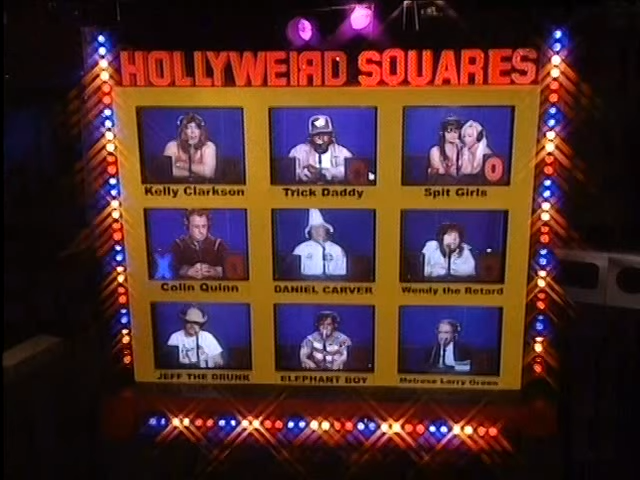 HOLLYWEIRD SQUARES
Kelly Clarkson
Trick Daddy
Spit Girls
O
X
Colin Quinn
DANIEL CARVER
Wendy the Retard
JEFF THE DRUNK
ELEPHANT BOY
Melrose Larry Green